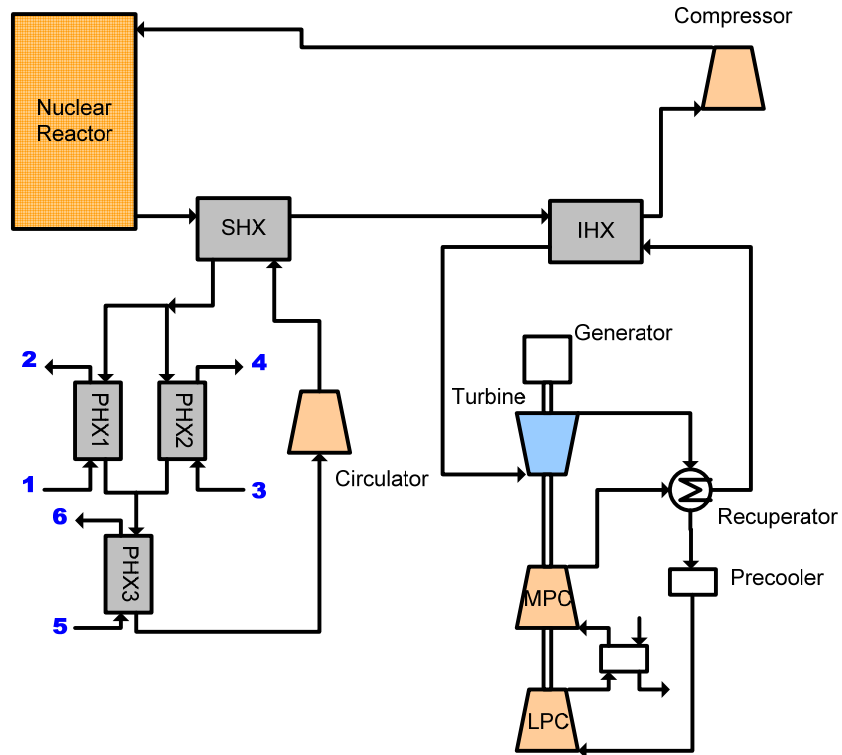 Compressor
Nuclear
Reactor
SHX
IHX
Generator
2
4
Turbine
PHX1
PHX2
Circulator
1
3
6
Recuperator
PHX3
Precooler
MPC
5
LPC